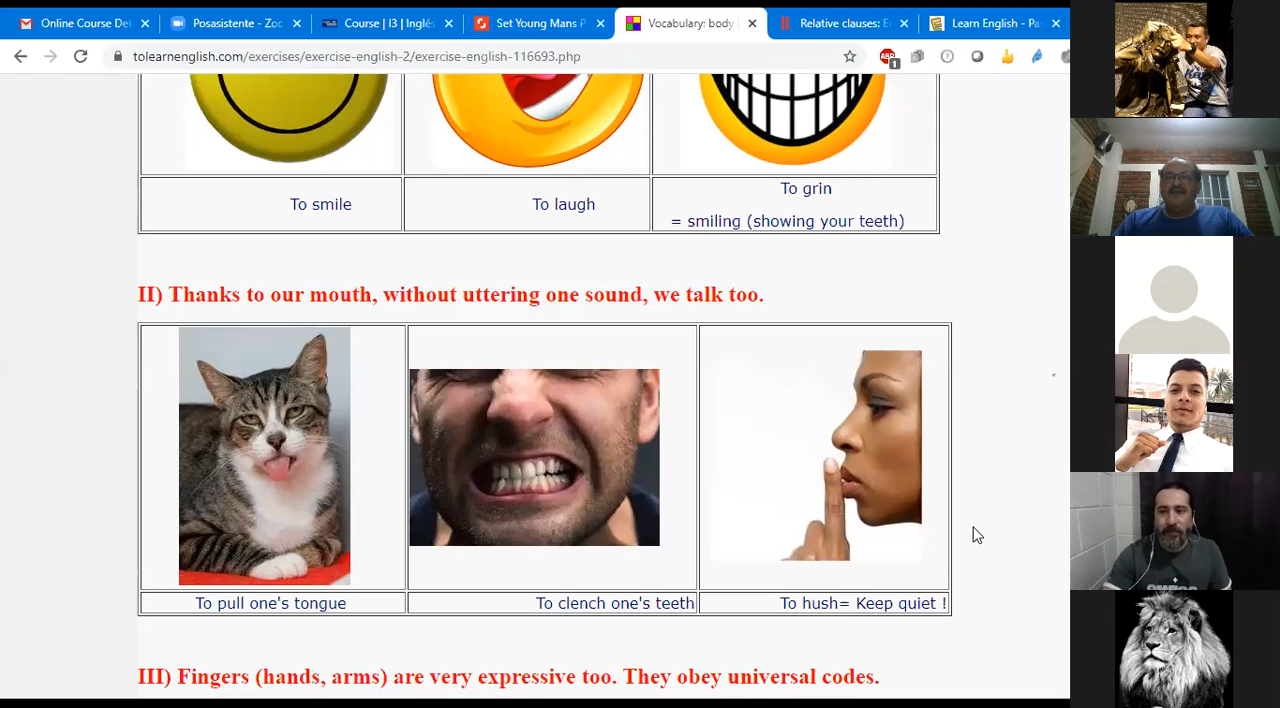 Online Course Det
Posasistente - Zoc
Course | I3 | Inglés
Set Young Mans P
Vocabulary: body
Relative clauses: E
Learn English - Pa
tolearnenglish.com/exercises/exercise-english-2/exercise-english-116693.php
1
To smile
To laugh
To grin
= smiling (showing your teeth)
II) Thanks to our mouth, without uttering one sound, we talk too.
To pull one's tongue
To clench one's teeth
To hush= Keep quiet !
III) Fingers (hands, arms) are very expressive too. They obey universal codes.